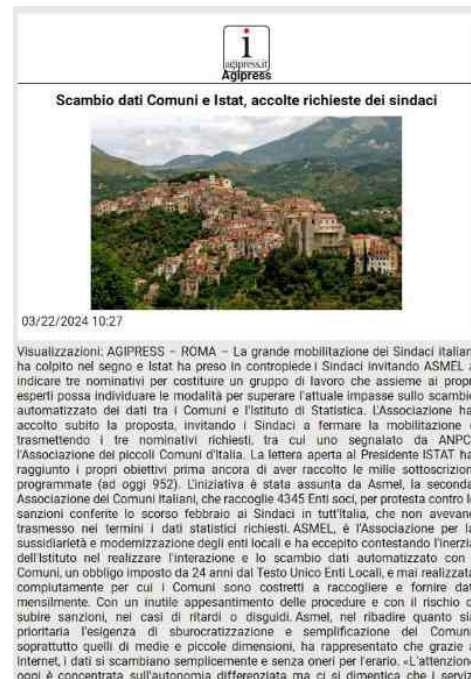 i
agipress.it
Agipress
Scambio dati Comuni e Istat, accolte richieste dei sindaci
03/22/2024 10:27
Visualizzazioni: AGIPRESS – ROMA – La grande mobilitazione dei Sindaci italiani
ha colpito nel segno e Istat ha preso in contropiede i Sindaci invitando ASMEL a
indicare tre nominativi per costituire un gruppo di lavoro che assieme ai propri
esperti possa individuare le modalità per superare l'attuale impasse sullo scambio
automatizzato dei dati tra i Comuni e l'Istituto di Statistica. L'Associazione ha
accolto subito la proposta, invitando i Sindaci a fermare la mobilitazione e
trasmettendo i tre nominativi richiesti, tra cui uno segnalato da ANPCI
l'Associazione dei piccoli Comuni d'Italia. La lettera aperta al Presidente ISTAT ha
raggiunto i propri obiettivi prima ancora di aver raccolto le mille sottoscrizioni
programmate (ad oggi 952). L'iniziativa è stata assunta da Asmel, la seconda
Associazione dei Comuni Italiani, che raccoglie 4345 Enti soci, per protesta contro le
sanzioni conferite lo scorso febbraio ai Sindaci in tutt'Italia, che non avevano
trasmesso nei termini i dati statistici richiesti. ASMEL, è l'Associazione per la
sussidiarietà e modernizzazione degli enti locali e ha eccepito contestando l'inerzia
dell'Istituto nel realizzare l'interazione e lo scambio dati automatizzato con i
Comuni, un obbligo imposto da 24 anni dal Testo Unico Enti Locali, e mai realizzata
compiutamente per cui i Comuni sono costretti a raccogliere e fornire dati
mensilmente. Con un inutile appesantimento delle procedure e con il rischio di
subire sanzioni, nei casi di ritardi o disguidi. Asmel, nel ribadire quanto sia
prioritaria l'esigenza di sburocratizzazione e semplificazione dei Comuni,
soprattutto quelli di medie e piccole dimensioni, ha rappresentato che grazie a
Internet, i dati si scambiano semplicemente e senza oneri per l'erario. «L'attenzione
oggi è concentrata sull'autonomia differenziata ma ci si dimentica che i servizi